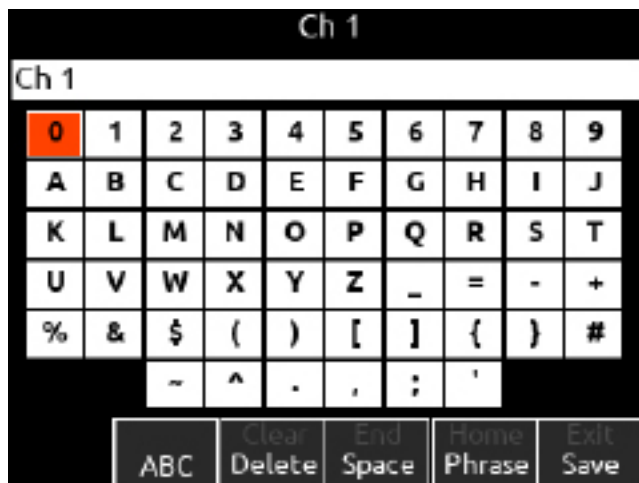 Ch 1
Ch 1
0 1 2 3 4 5 6 7 8 9
A B C D E F G H I J
K L M N O P Q R S T
U V W X Y Z _ = - +
% & $ ( ) [ ] { } #
~ ^ . , ; '
Clear End Home Exit
ABC Delete Space Phrase Save